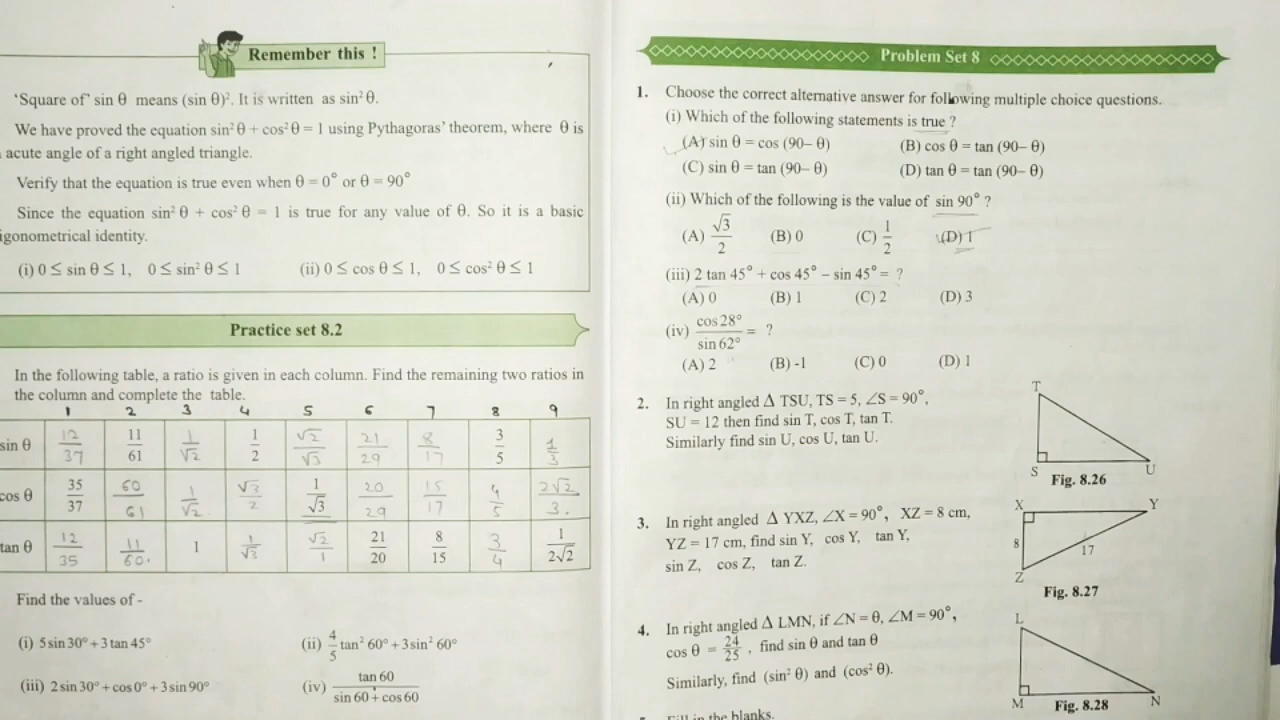 Remember this !
'Square of' sin θ means (sin θ)². It is written as sin² θ.
We have proved the equation sin² θ + cos² θ = 1 using Pythagoras' theorem, where θ is
acute angle of a right angled triangle.
Verify that the equation is true even when θ = 0° or θ = 90°
Since the equation sin² θ + cos² θ = 1 is true for any value of θ. So it is a basic
igonometrical identity.
(i) 0 ≤ sin θ ≤ 1, 0 ≤ sin² θ ≤ 1 (ii) 0 ≤ cos θ ≤ 1, 0 ≤ cos² θ ≤ 1
Practice set 8.2
In the following table, a ratio is given in each column. Find the remaining two ratios in
the column and complete the table.
1 2 3 4 5 6 7 8 9
sin θ 12/37 11/61 1/√2 1/2 √2/√3 21/29 8/17 3/5 1/3
cos θ 35/37 60/61 1/√2 √3/2 1/√3 20/29 15/17 4/5 2√2/3.
tan θ 12/35 11/60. 1 1/√3 √2/1 21/20 8/15 3/4 1/2√2
Find the values of -
(i) 5 sin 30° + 3 tan 45° (ii) 4/5 tan² 60° + 3 sin² 60°
(iii) 2 sin 30° + cos 0° + 3 sin 90° (iv) tan 60 / sin 60 + cos 60
Problem Set 8
1. Choose the correct alternative answer for following multiple choice questions.
(i) Which of the following statements is true ?
(A) sin θ = cos (90– θ) (B) cos θ = tan (90– θ)
(C) sin θ = tan (90– θ) (D) tan θ = tan (90– θ)
(ii) Which of the following is the value of sin 90° ?
(A) √3/2 (B) 0 (C) 1/2 (D) 1
(iii) 2 tan 45° + cos 45° – sin 45° = ?
(A) 0 (B) 1 (C) 2 (D) 3
(iv) cos 28°/sin 62° = ?
(A) 2 (B) -1 (C) 0 (D) 1
2. In right angled Δ TSU, TS = 5, ∠S = 90°,
SU = 12 then find sin T, cos T, tan T.
Similarly find sin U, cos U, tan U.
T
S U
Fig. 8.26
3. In right angled Δ YXZ, ∠X = 90°, XZ = 8 cm,
YZ = 17 cm, find sin Y, cos Y, tan Y,
sin Z, cos Z, tan Z.
X Y
8 17
Z
Fig. 8.27
4. In right angled Δ LMN, if ∠N = θ, ∠M = 90°,
cos θ = 24/25 , find sin θ and tan θ
Similarly, find (sin² θ) and (cos² θ).
L
M N
Fig. 8.28
Fill in the blanks.